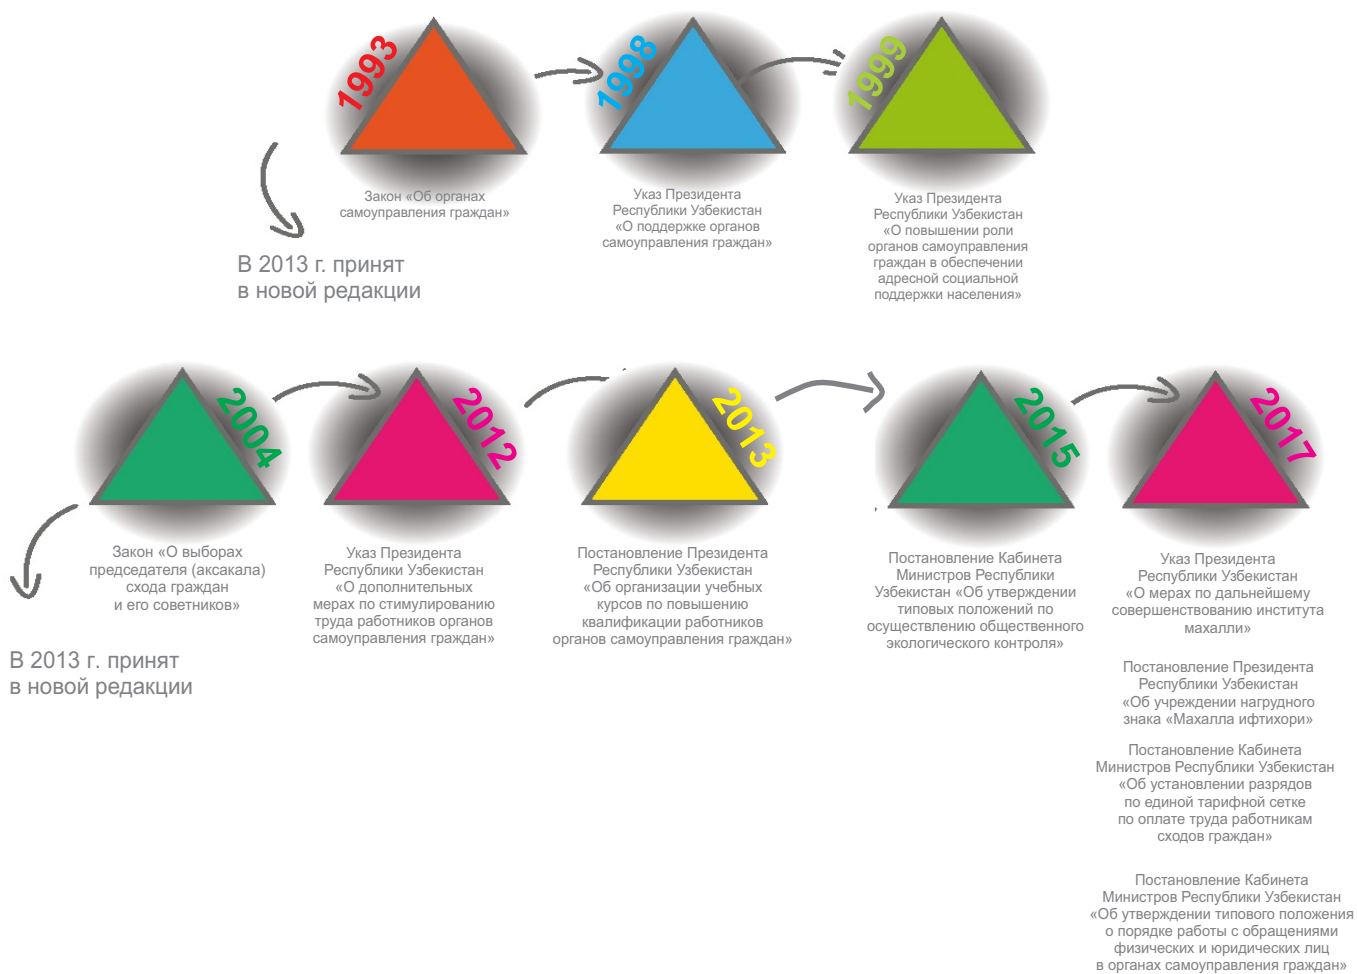 1993
Закон «Об органах
самоуправления граждан»
В 2013 г. принят
в новой редакции
1998
Указ Президента
Республики Узбекистан
«О поддержке органов
самоуправления граждан»
1999
Указ Президента
Республики Узбекистан
«О повышении роли
органов самоуправления
граждан в обеспечении
адресной социальной
поддержки населения»
2004
Закон «О выборах
председателя (аксакала)
схода граждан
и его советников»
В 2013 г. принят
в новой редакции
2012
Указ Президента
Республики Узбекистан
«О дополнительных
мерах по стимулированию
труда работников органов
самоуправления граждан»
2013
Постановление Президента
Республики Узбекистан
«Об организации учебных
курсов по повышению
квалификации работников
органов самоуправления граждан»
2015
Постановление Кабинета
Министров Республики
Узбекистан «Об утверждении
типовых положений по
осуществлению общественного
экологического контроля»
2017
Указ Президента
Республики Узбекистан
«О мерах по дальнейшему
совершенствованию института
махалли»
Постановление Президента
Республики Узбекистан
«Об учреждении нагрудного
знака «Махалла ифтихори»
Постановление Кабинета
Министров Республики Узбекистан
«Об установлении разрядов
по единой тарифной сетке
по оплате труда работникам
сходов граждан»
Постановление Кабинета
Министров Республики Узбекистан
«Об утверждении типового положения
о порядке работы с обращениями
физических и юридических лиц
в органах самоуправления граждан»